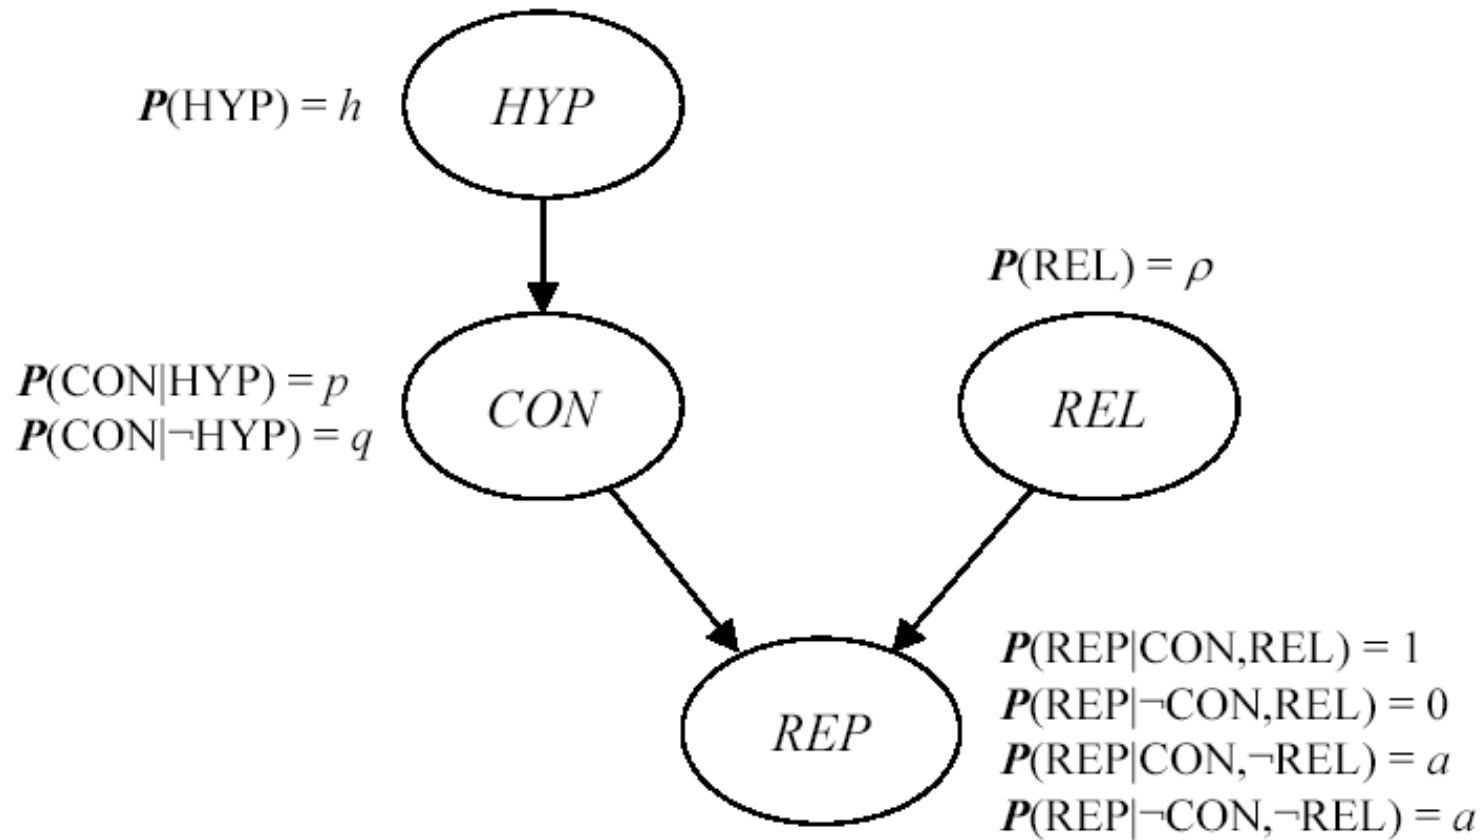 P(HYP) = h
HYP
P(REL) = ρ
P(CON|HYP) = p
P(CON|¬HYP) = q
CON
REL
P(REP|CON,REL) = 1
P(REP|¬CON,REL) = 0
P(REP|CON,¬REL) = a
P(REP|¬CON,¬REL) = a
REP